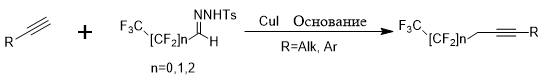 R + F₃C [CF₂]n NNHTs H CuI Основание R=Alk, Ar F₃C [CF₂]n R
n=0,1,2